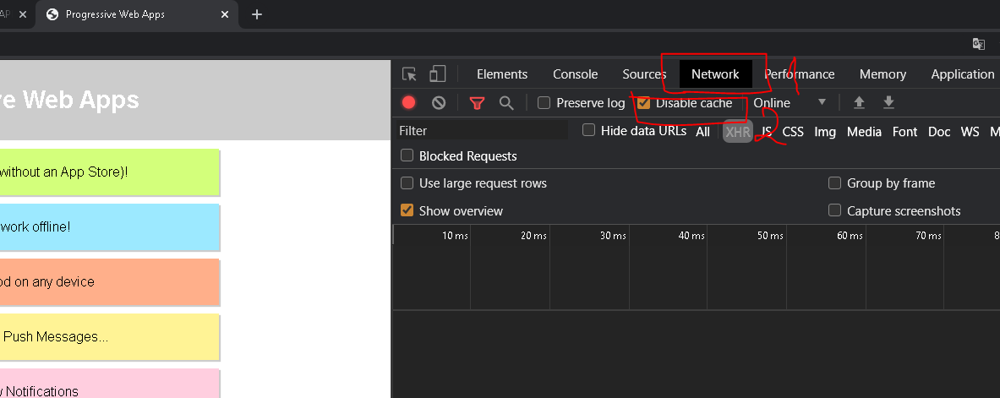 AP
Progressive Web Apps
ve Web Apps
without an App Store)!
work offline!
od on any device
Push Messages...
Notifications
Elements Console Sources Network Performance Memory Application
1
Preserve log Disable cache Online
2
Filter Hide data URLs All XHR JS CSS Img Media Font Doc WS M
Blocked Requests
Use large request rows Group by frame
Show overview Capture screenshots
10 ms 20 ms 30 ms 40 ms 50 ms 60 ms 70 ms 8